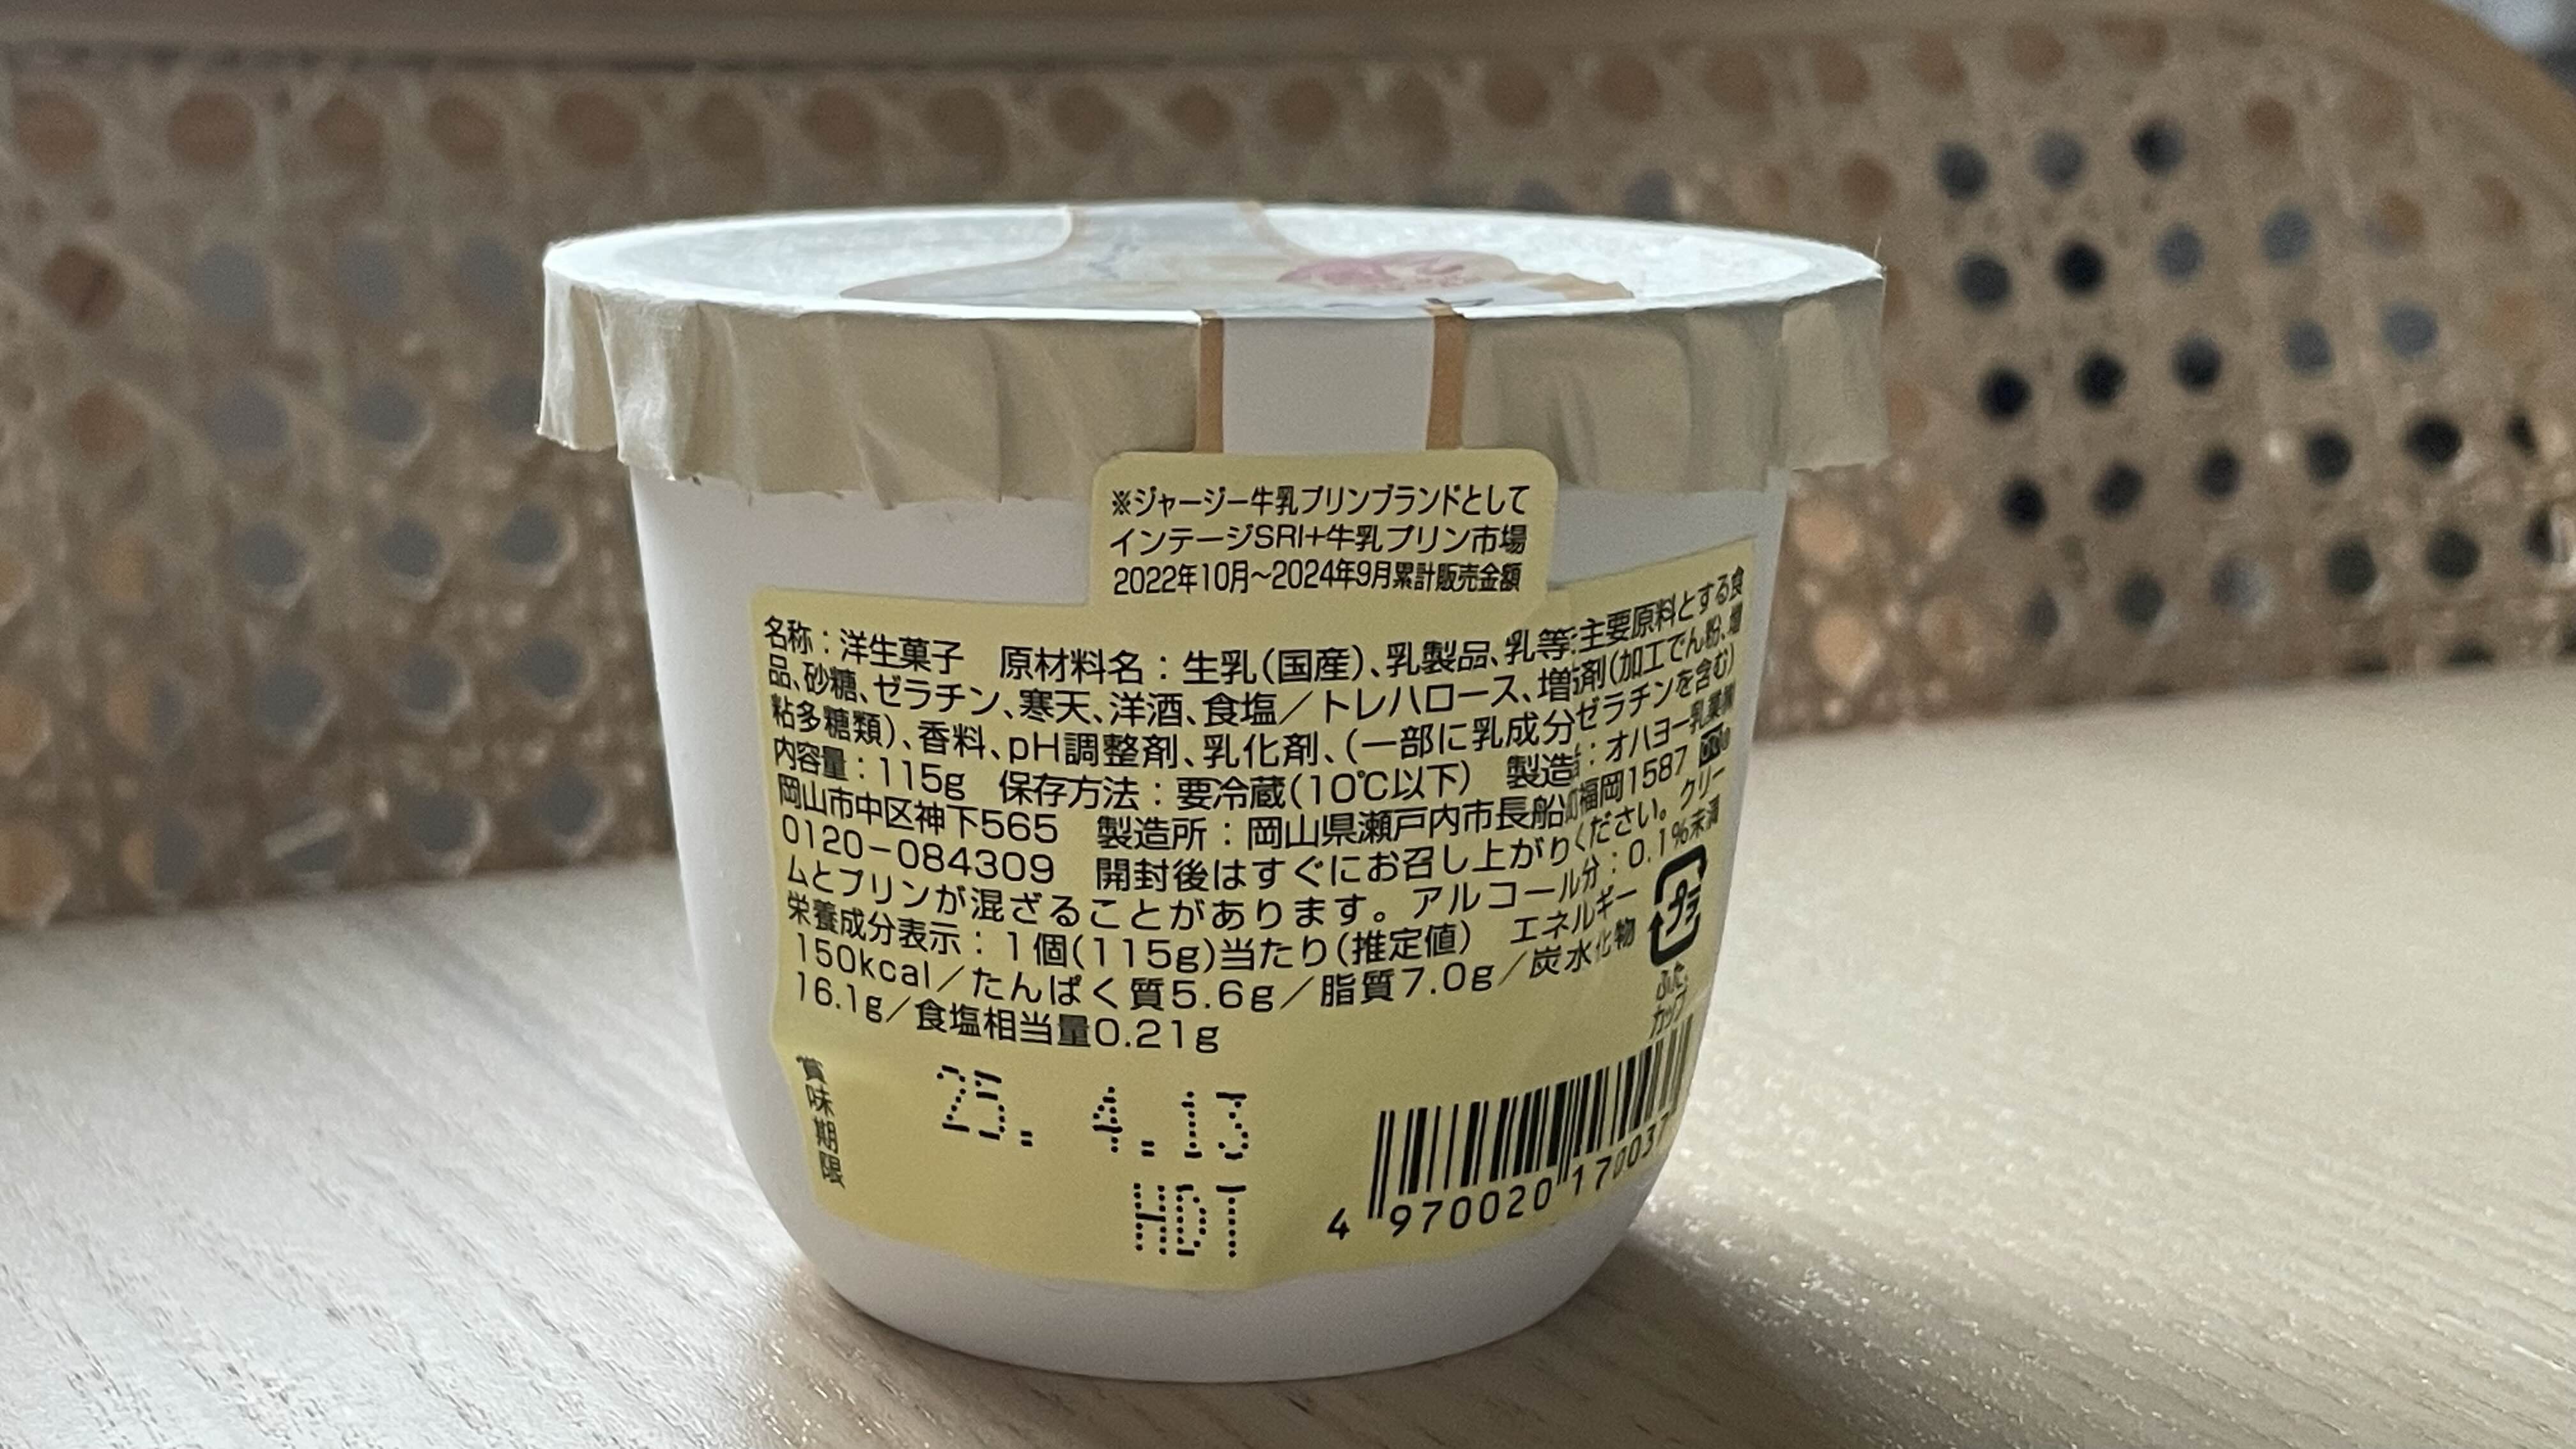 ※ジャージー牛乳プリンブランドとして
インテージSRI+牛乳プリン市場
2022年10月～2024年9月累計販売金額
名称：洋生菓子　原材料名：生乳(国産)、乳製品、乳等 主要原料とする食
品、砂糖、ゼラチン、寒天、洋酒、食塩／トレハロース、増 剤(加工でん粉、増
粘多糖類)、香料、pH調整剤、乳化剤、(一部に乳成分 ゼラチンを含む)
内容量：115g　保存方法：要冷蔵(10℃以下)　製造 ：オハヨー乳業
岡山市中区神下565　製造所：岡山県瀬戸内市長船 福岡1587
0120-084309　開封後はすぐにお召し上がりください。クリー
ムとプリンが混ざることがあります。アルコール分：0.1%未満
栄養成分表示：1個(115g)当たり(推定値)　エネルギー
150kcal／たんぱく質5.6g／脂質7.0g／炭水化物
16.1g／食塩相当量0.21g
プラ
ふた
カップ
賞味期限
25. 4.13
HDT
4 970020 170037